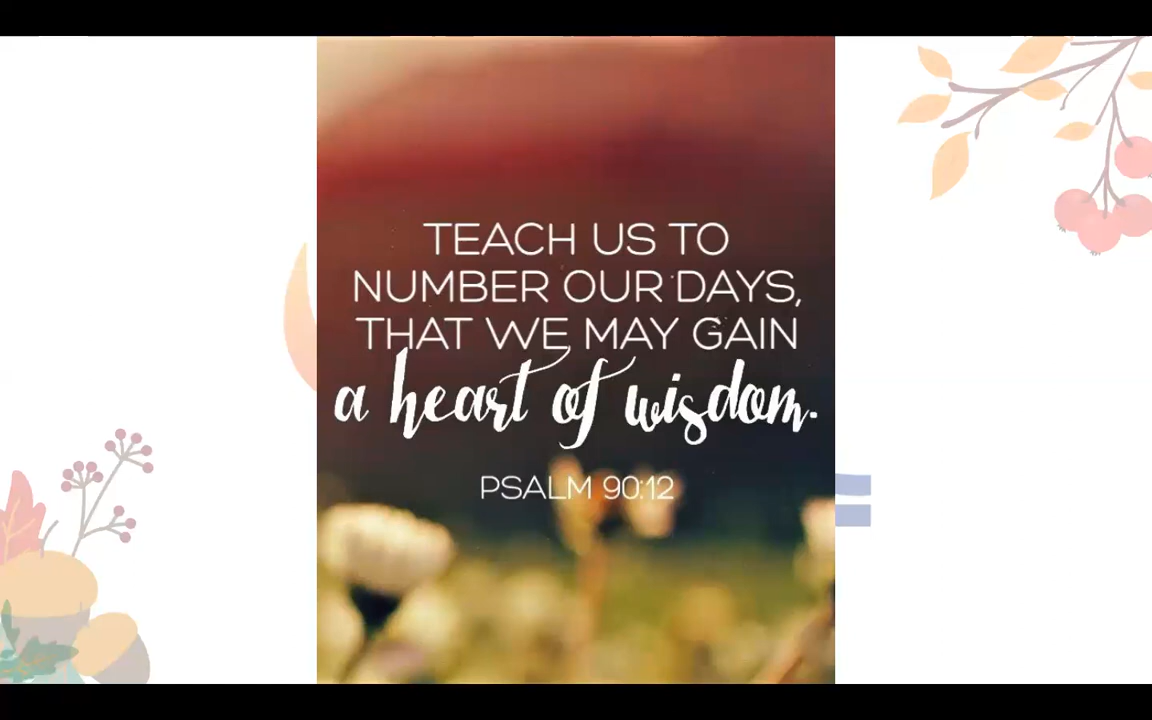 TEACH US TO
NUMBER OUR DAYS,
THAT WE MAY GAIN
a heart of wisdom.
PSALM 90:12